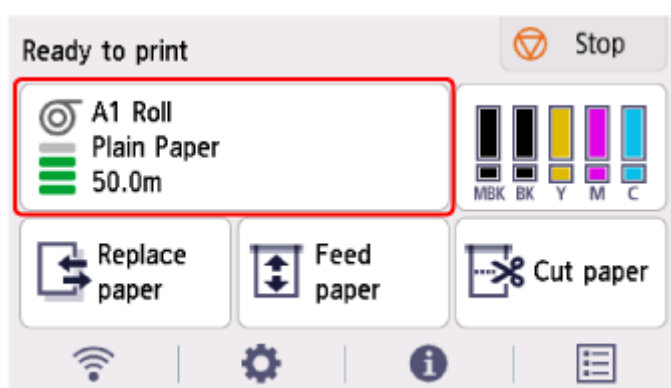 Ready to print
Stop
A1 Roll
Plain Paper
50.0m
MBK BK Y M C
Replace
paper
Feed
paper
Cut paper